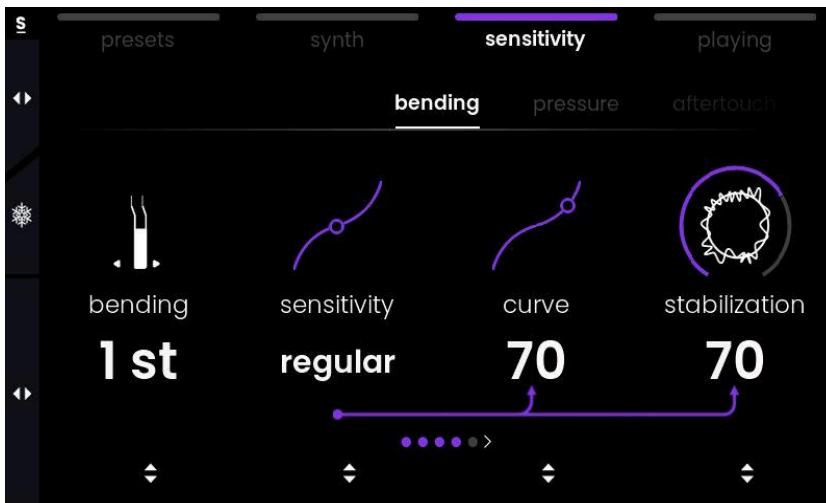 S
presets synth sensitivity playing
bending pressure aftertouch
bending sensitivity curve stabilization
1 st regular 70 70